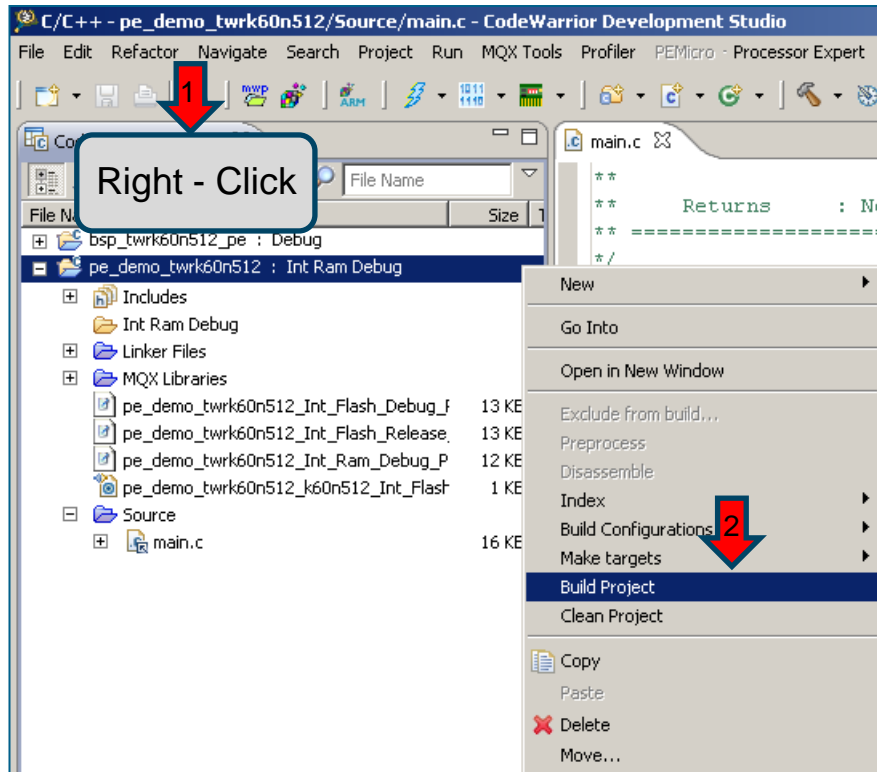 C/C++ - pe_demo_twrk60n512/Source/main.c - CodeWarrior Development Studio
File Edit Refactor Navigate Search Project Run MQX Tools Profiler PEMicro - Processor Expert
1
Right - Click
File Name
main.c
**
** Returns : N
** ====================
*/
File N Size T
bsp_twrk60n512_pe : Debug
pe_demo_twrk60n512 : Int Ram Debug
Includes
Int Ram Debug
Linker Files
MQX Libraries
pe_demo_twrk60n512_Int_Flash_Debug_F 13 KE
pe_demo_twrk60n512_Int_Flash_Release_ 13 KE
pe_demo_twrk60n512_Int_Ram_Debug_P 12 KE
pe_demo_twrk60n512_k60n512_Int_Flash 1 KE
Source
main.c 16 KE
New
Go Into
Open in New Window
Exclude from build...
Preprocess
Disassemble
Index
Build Configurations
2
Make targets
Build Project
Clean Project
Copy
Paste
Delete
Move...